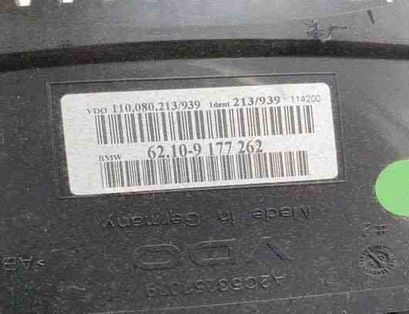 VDO 110.080.213/939 Ident 213/939 114200
BMW 62.10-9 177 262
Made in Germany
VDO
#2